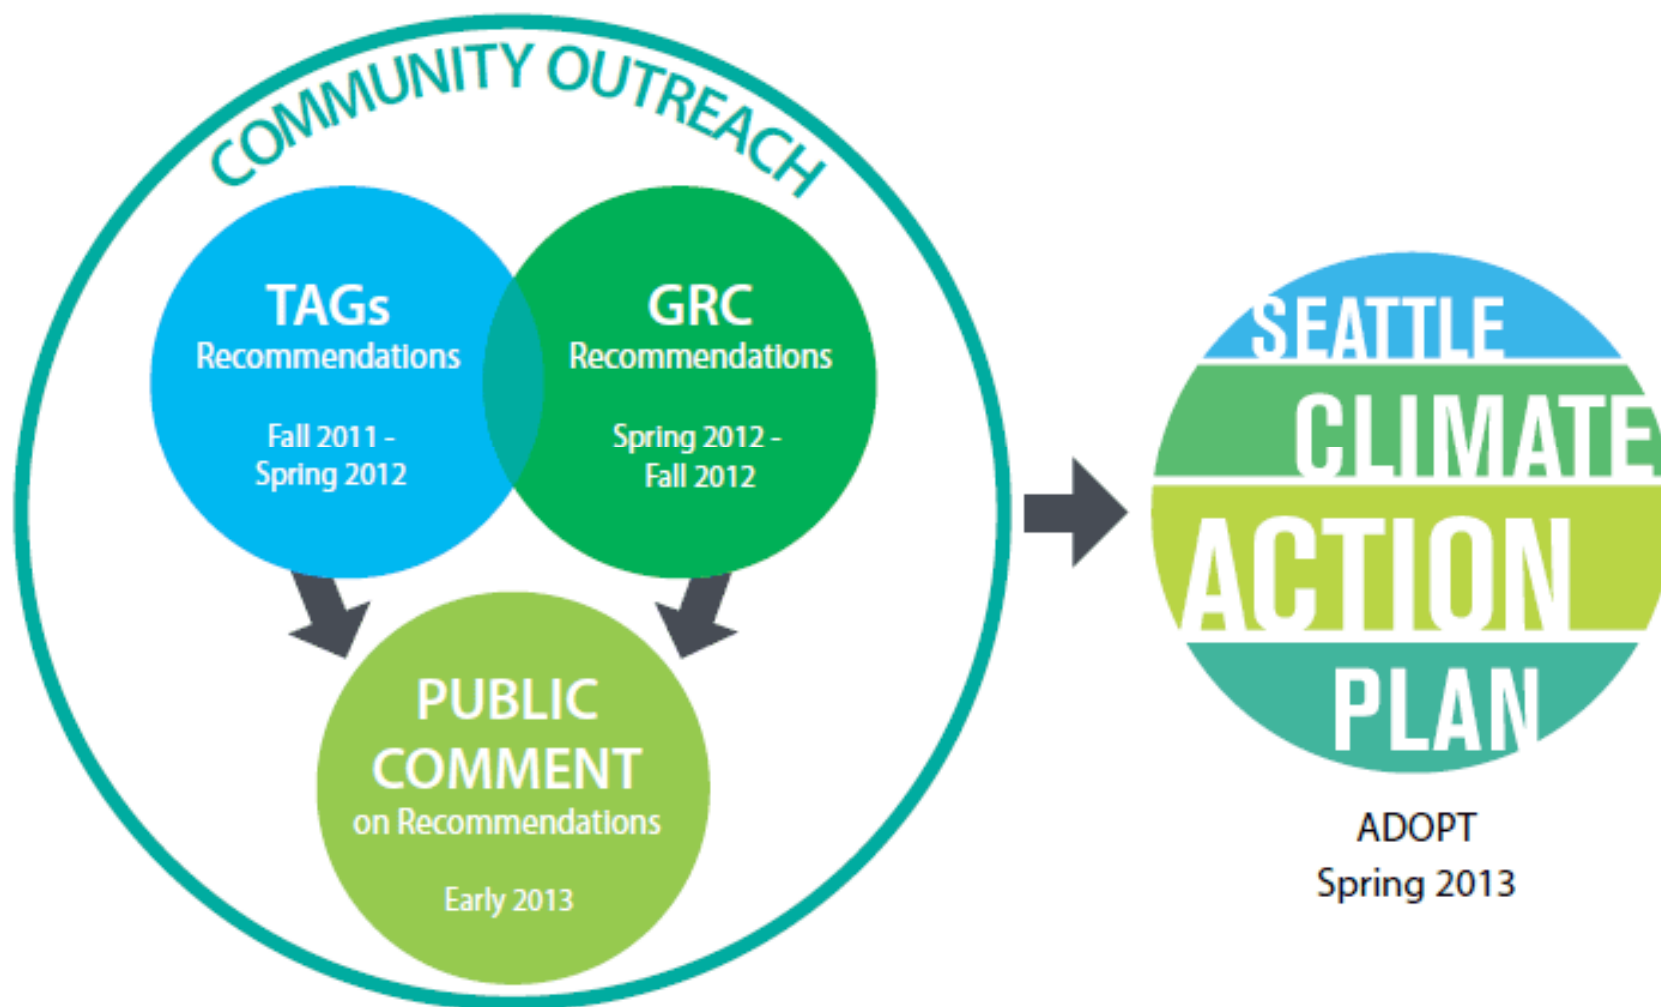 COMMUNITY OUTREACH
TAGs
Recommendations
Fall 2011 -
Spring 2012
GRC
Recommendations
Spring 2012 -
Fall 2012
PUBLIC
COMMENT
on Recommendations
Early 2013
SEATTLE
CLIMATE
ACTION
PLAN
ADOPT
Spring 2013